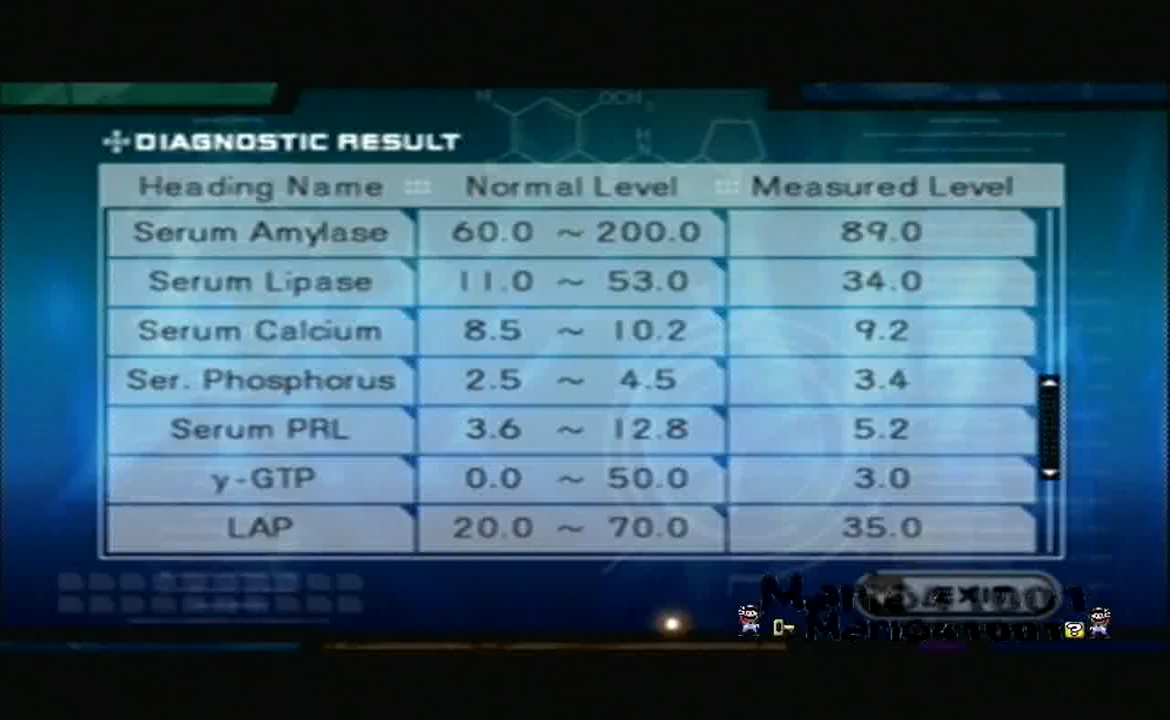 DIAGNOSTIC RESULT
Heading Name Normal Level Measured Level
Serum Amylase 60.0 ~ 200.0 89.0
Serum Lipase 11.0 ~ 53.0 34.0
Serum Calcium 8.5 ~ 10.2 9.2
Ser. Phosphorus 2.5 ~ 4.5 3.4
Serum PRL 3.6 ~ 12.8 5.2
γ-GTP 0.0 ~ 50.0 3.0
LAP 20.0 ~ 70.0 35.0
EXIT